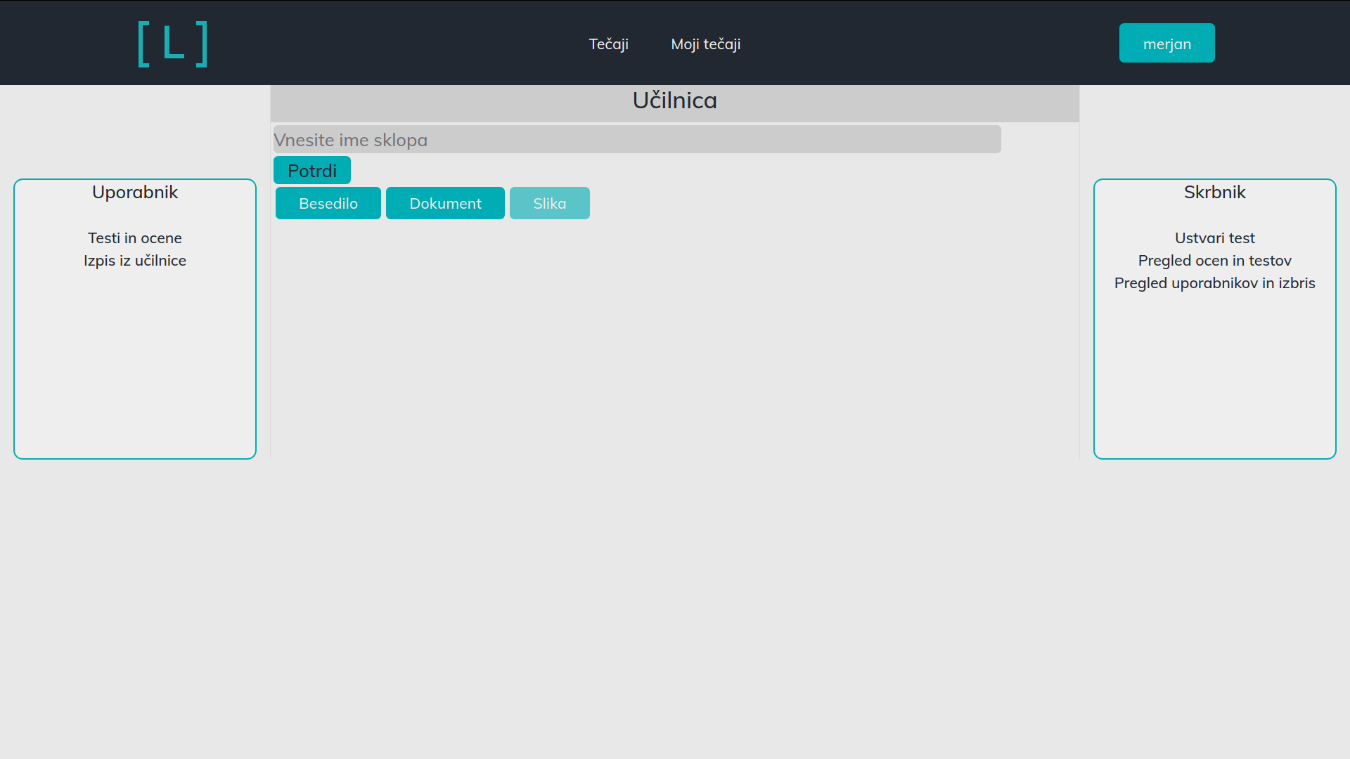 [ L ]
Tečaji
Moji tečaji
merjan
Učilnica
Vnesite ime sklopa
Potrdi
Besedilo
Dokument
Slika
Uporabnik
Testi in ocene
Izpis iz učilnice
Skrbnik
Ustvari test
Pregled ocen in testov
Pregled uporabnikov in izbris